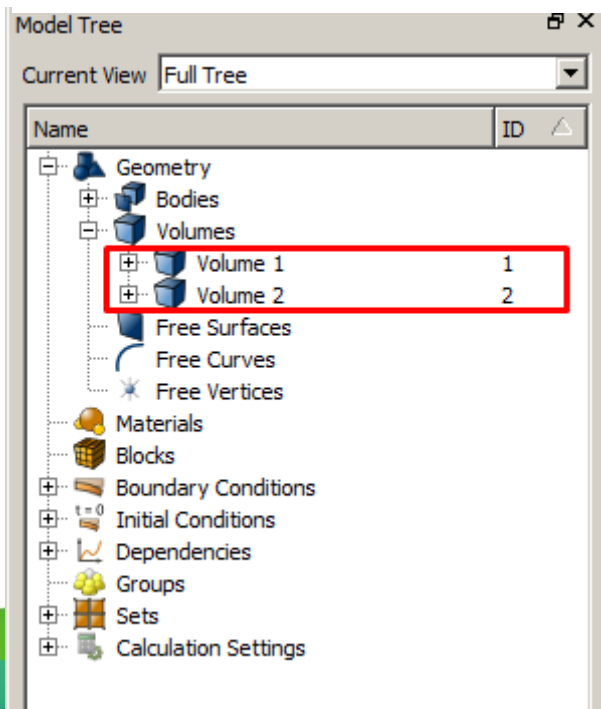 Model Tree
Current View Full Tree
Name ID
Geometry
Bodies
Volumes
Volume 1 1
Volume 2 2
Free Surfaces
Free Curves
Free Vertices
Materials
Blocks
Boundary Conditions
t=0 Initial Conditions
Dependencies
Groups
Sets
Calculation Settings